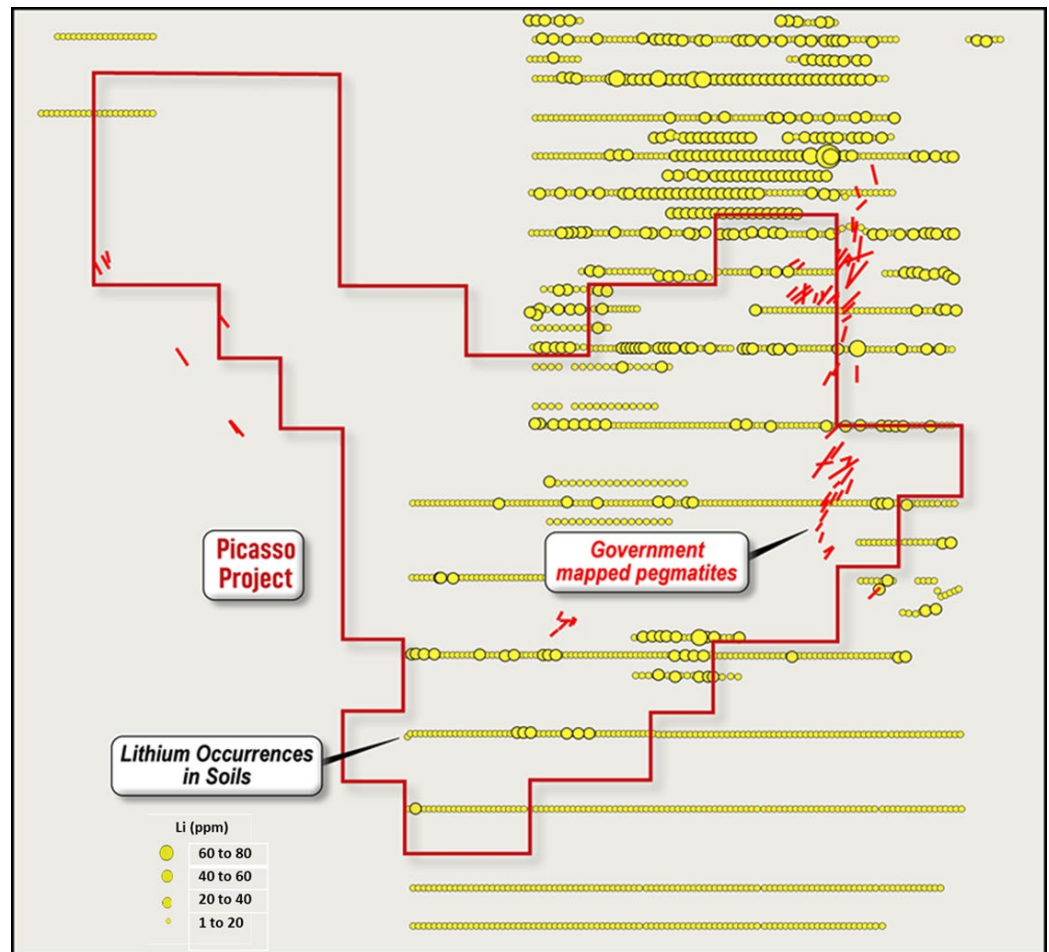 Picasso
Project
Government
mapped pegmatites
Lithium Occurrences
in Soils
Li (ppm)
60 to 80
40 to 60
20 to 40
1 to 20